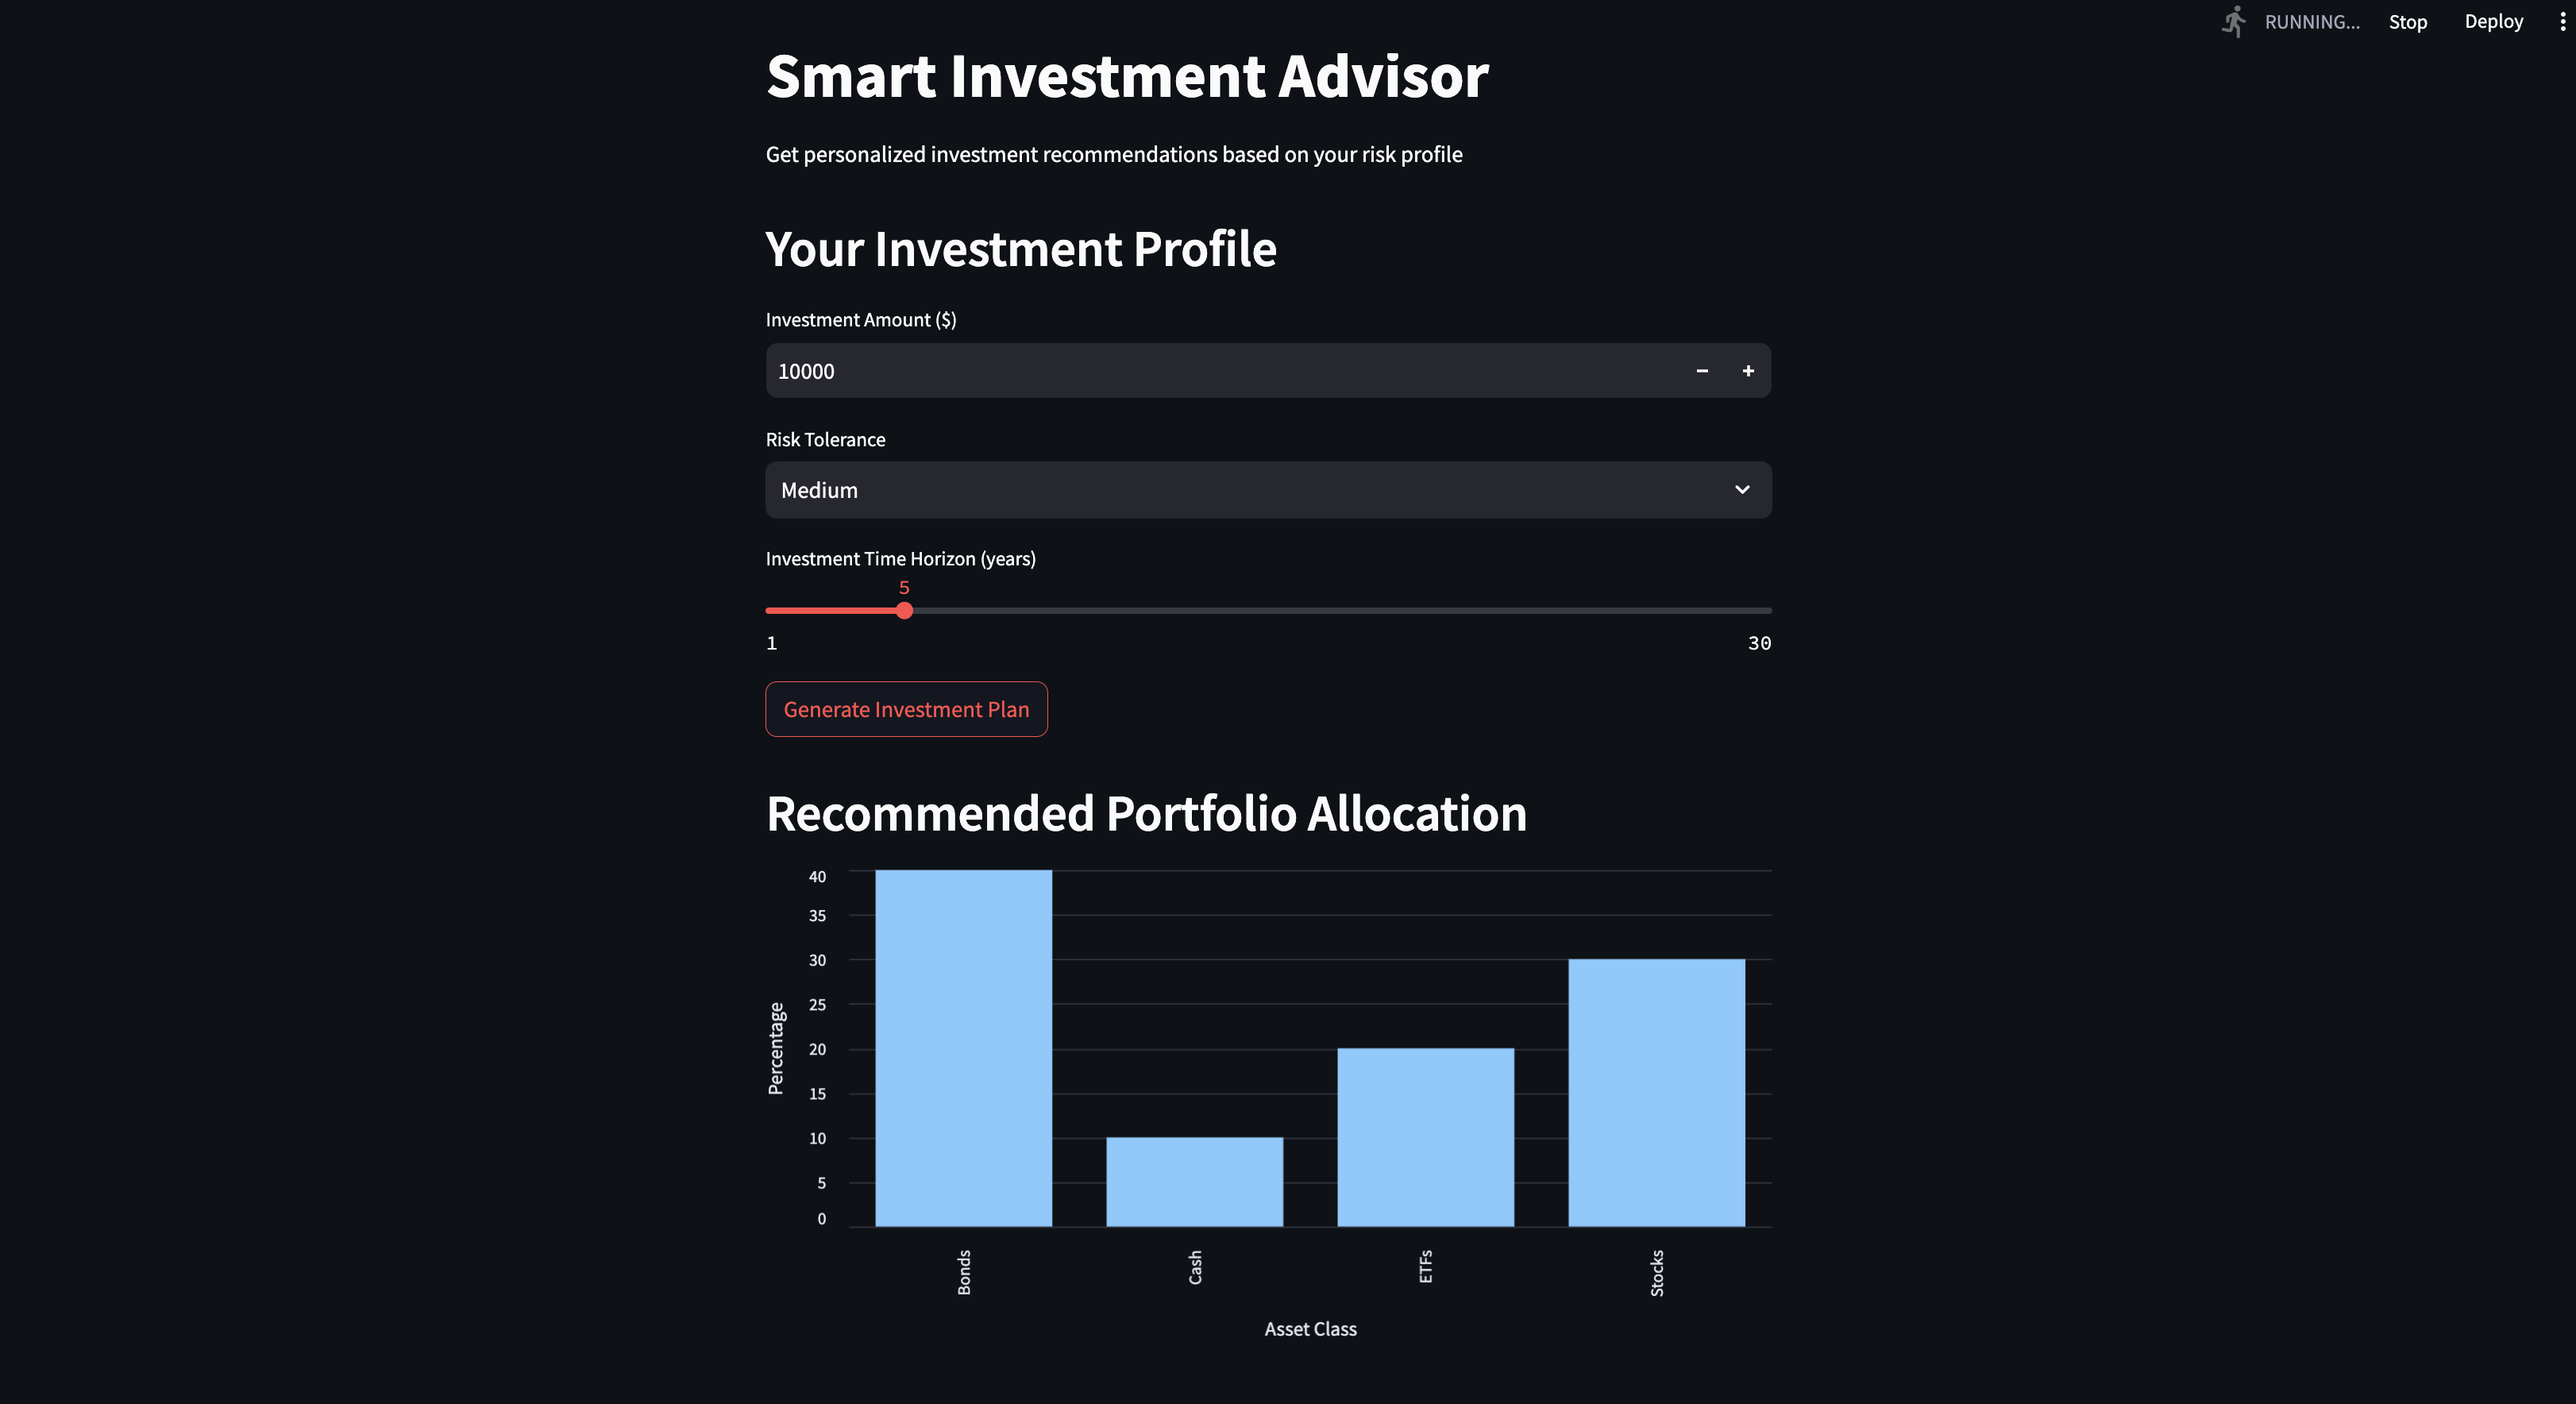 RUNNING...
Stop
Deploy
Smart Investment Advisor
Get personalized investment recommendations based on your risk profile
Your Investment Profile
Investment Amount ($)
10000
Risk Tolerance
Medium
Investment Time Horizon (years)
5
1
30
Generate Investment Plan
Recommended Portfolio Allocation
Percentage
40
35
30
25
20
15
10
5
0
Bonds
Cash
ETFs
Stocks
Asset Class